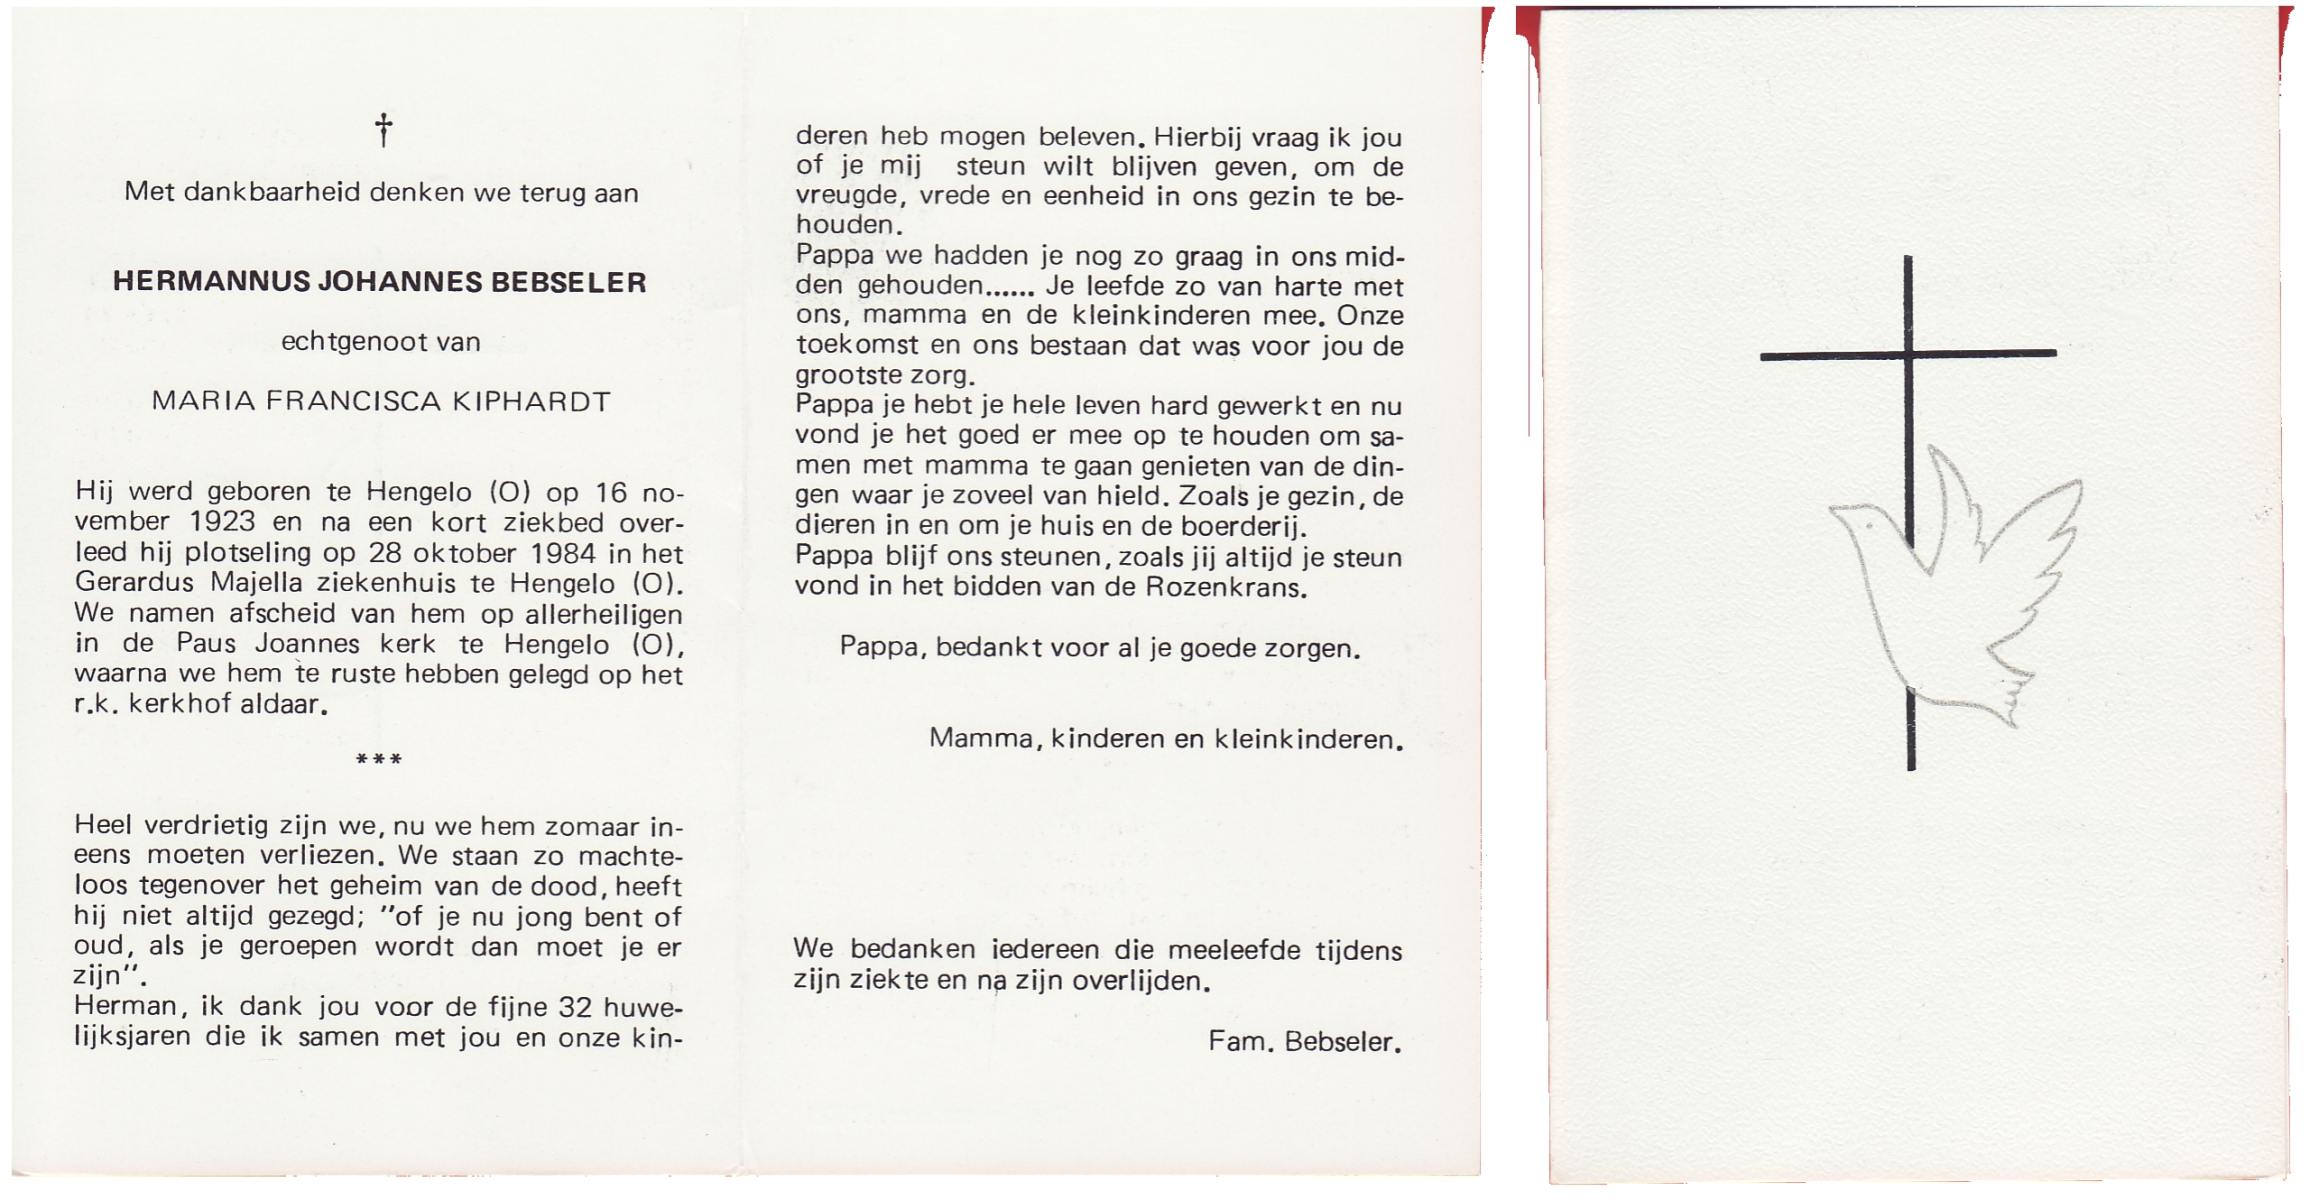 †
Met dankbaarheid denken we terug aan
HERMANNUS JOHANNES BEBSELER
echtgenoot van
MARIA FRANCISCA KIPHARDT
Hij werd geboren te Hengelo (O) op 16 no-
vember 1923 en na een kort ziekbed over-
leed hij plotseling op 28 oktober 1984 in het
Gerardus Majella ziekenhuis te Hengelo (O).
We namen afscheid van hem op allerheiligen
in de Paus Joannes kerk te Hengelo (O),
waarna we hem te ruste hebben gelegd op het
r.k. kerkhof aldaar.
***
Heel verdrietig zijn we, nu we hem zomaar in-
eens moeten verliezen. We staan zo machte-
loos tegenover het geheim van de dood, heeft
hij niet altijd gezegd; "of je nu jong bent of
oud, als je geroepen wordt dan moet je er
zijn".
Herman, ik dank jou voor de fijne 32 huwe-
lijksjaren die ik samen met jou en onze kin-
deren heb mogen beleven. Hierbij vraag ik jou
of je mij steun wilt blijven geven, om de
vreugde, vrede en eenheid in ons gezin te be-
houden.
Pappa we hadden je nog zo graag in ons mid-
den gehouden...... Je leefde zo van harte met
ons, mamma en de kleinkinderen mee. Onze
toekomst en ons bestaan dat was voor jou de
grootste zorg.
Pappa je hebt je hele leven hard gewerkt en nu
vond je het goed er mee op te houden om sa-
men met mamma te gaan genieten van de din-
gen waar je zoveel van hield. Zoals je gezin, de
dieren in en om je huis en de boerderij.
Pappa blijf ons steunen, zoals jij altijd je steun
vond in het bidden van de Rozenkrans.
Pappa, bedankt voor al je goede zorgen.
Mamma, kinderen en kleinkinderen.
We bedanken iedereen die meeleefde tijdens
zijn ziekte en na zijn overlijden.
Fam. Bebseler.